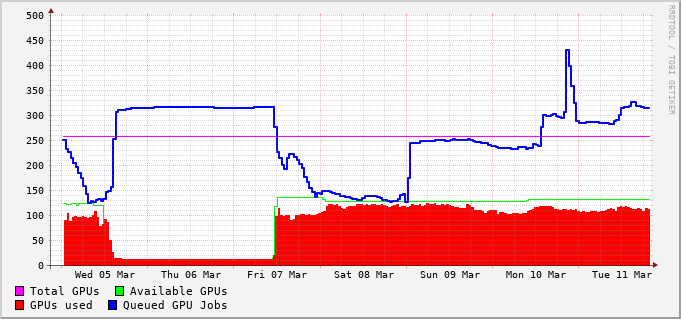 500
450
400
350
300
250
200
150
100
50
0
Wed 05 Mar Thu 06 Mar Fri 07 Mar Sat 08 Mar Sun 09 Mar Mon 10 Mar Tue 11 Mar
Total GPUs Available GPUs
GPUs used Queued GPU Jobs
RRDTOOL / TOBI OETIKER